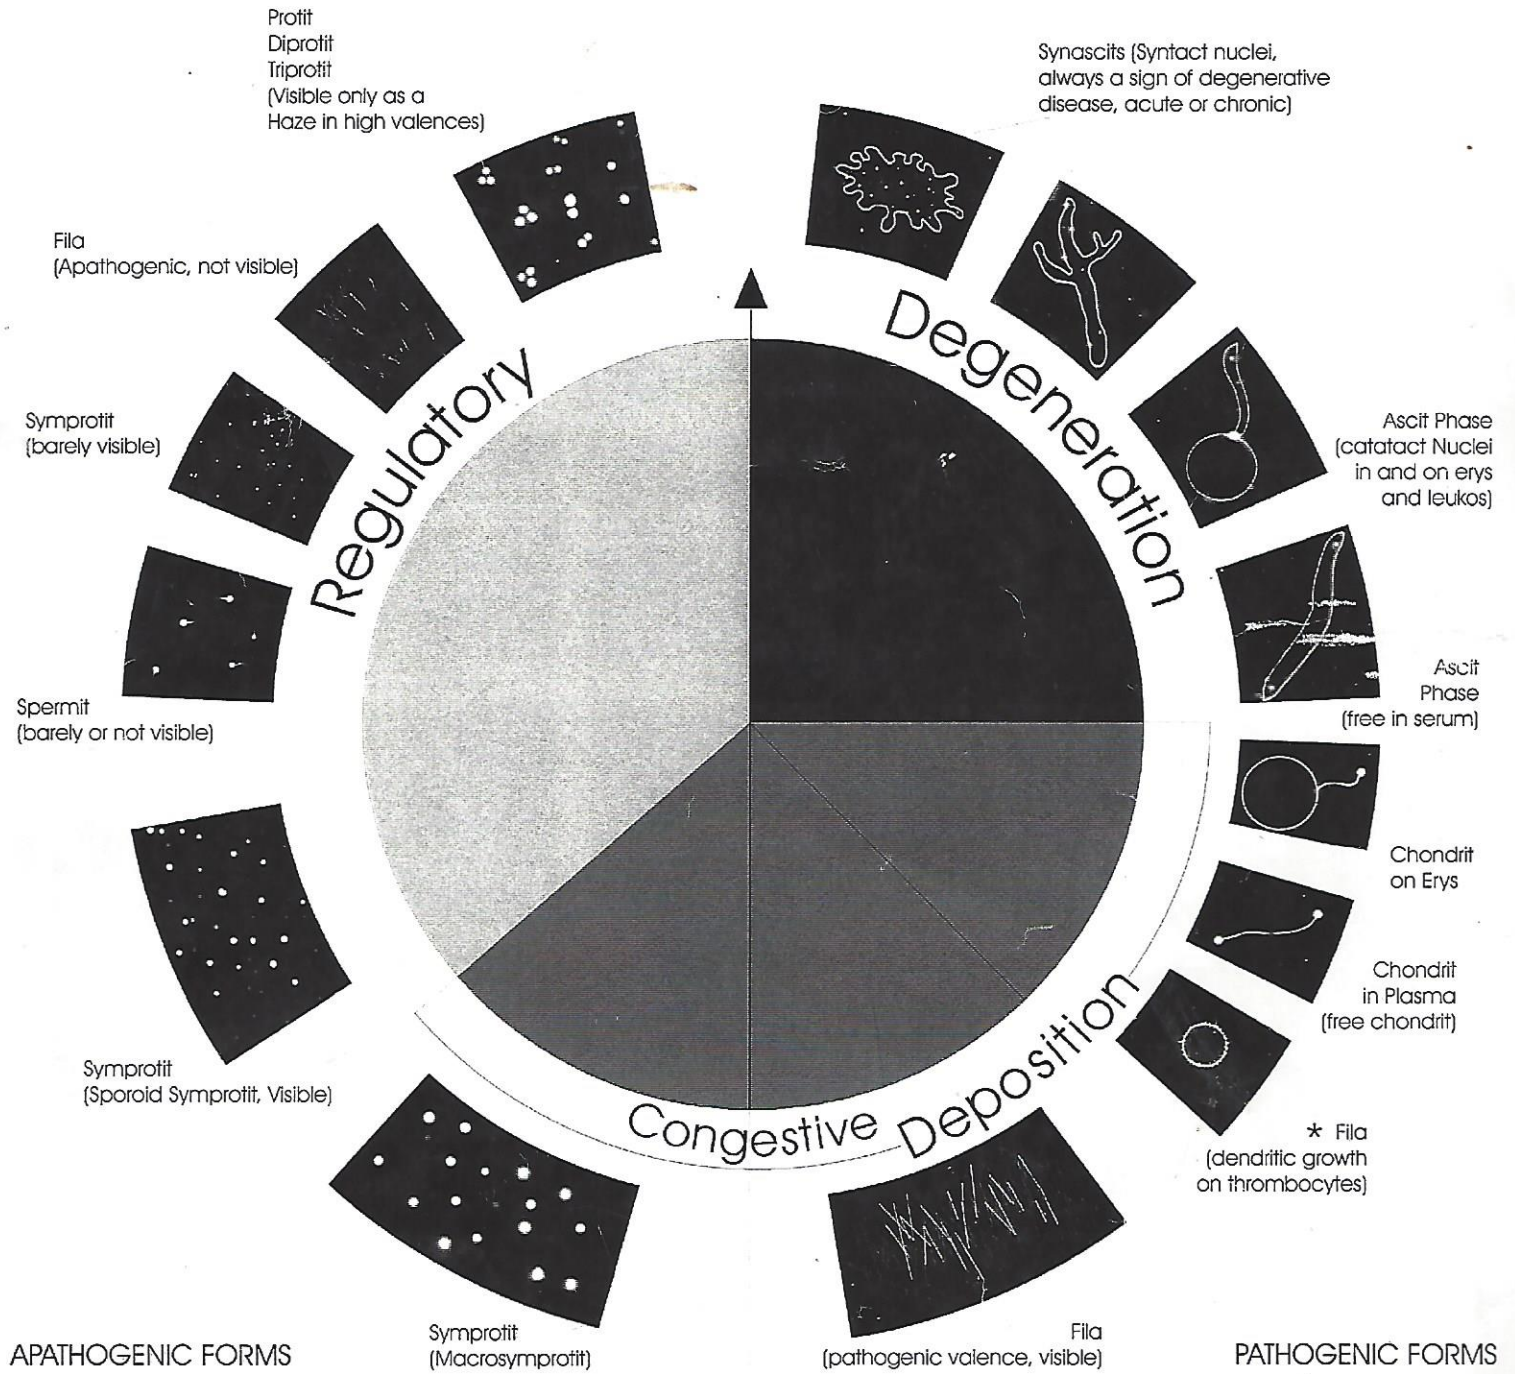 Protit
Diprotit
Triprotit
(Visible only as a
Haze in high valences)
Synascits (Syntact nuclei,
always a sign of degenerative
disease, acute or chronic)
Fila
(Apathogenic, not visible)
Symprotit
(barely visible)
Spermit
(barely or not visible)
Symprotit
(Sporoid Symprotit, Visible)
Symprotit
(Macrosymprotit)
Fila
(pathogenic valence, visible)
* Fila
(dendritic growth
on thrombocytes)
Chondrit
in Plasma
(free chondrit)
Chondrit
on Erys
Ascit
Phase
(free in serum)
Ascit Phase
(catatact Nuclei
in and on erys
and leukos)
Regulatory
Degeneration
Congestive
Deposition
APATHOGENIC FORMS
PATHOGENIC FORMS